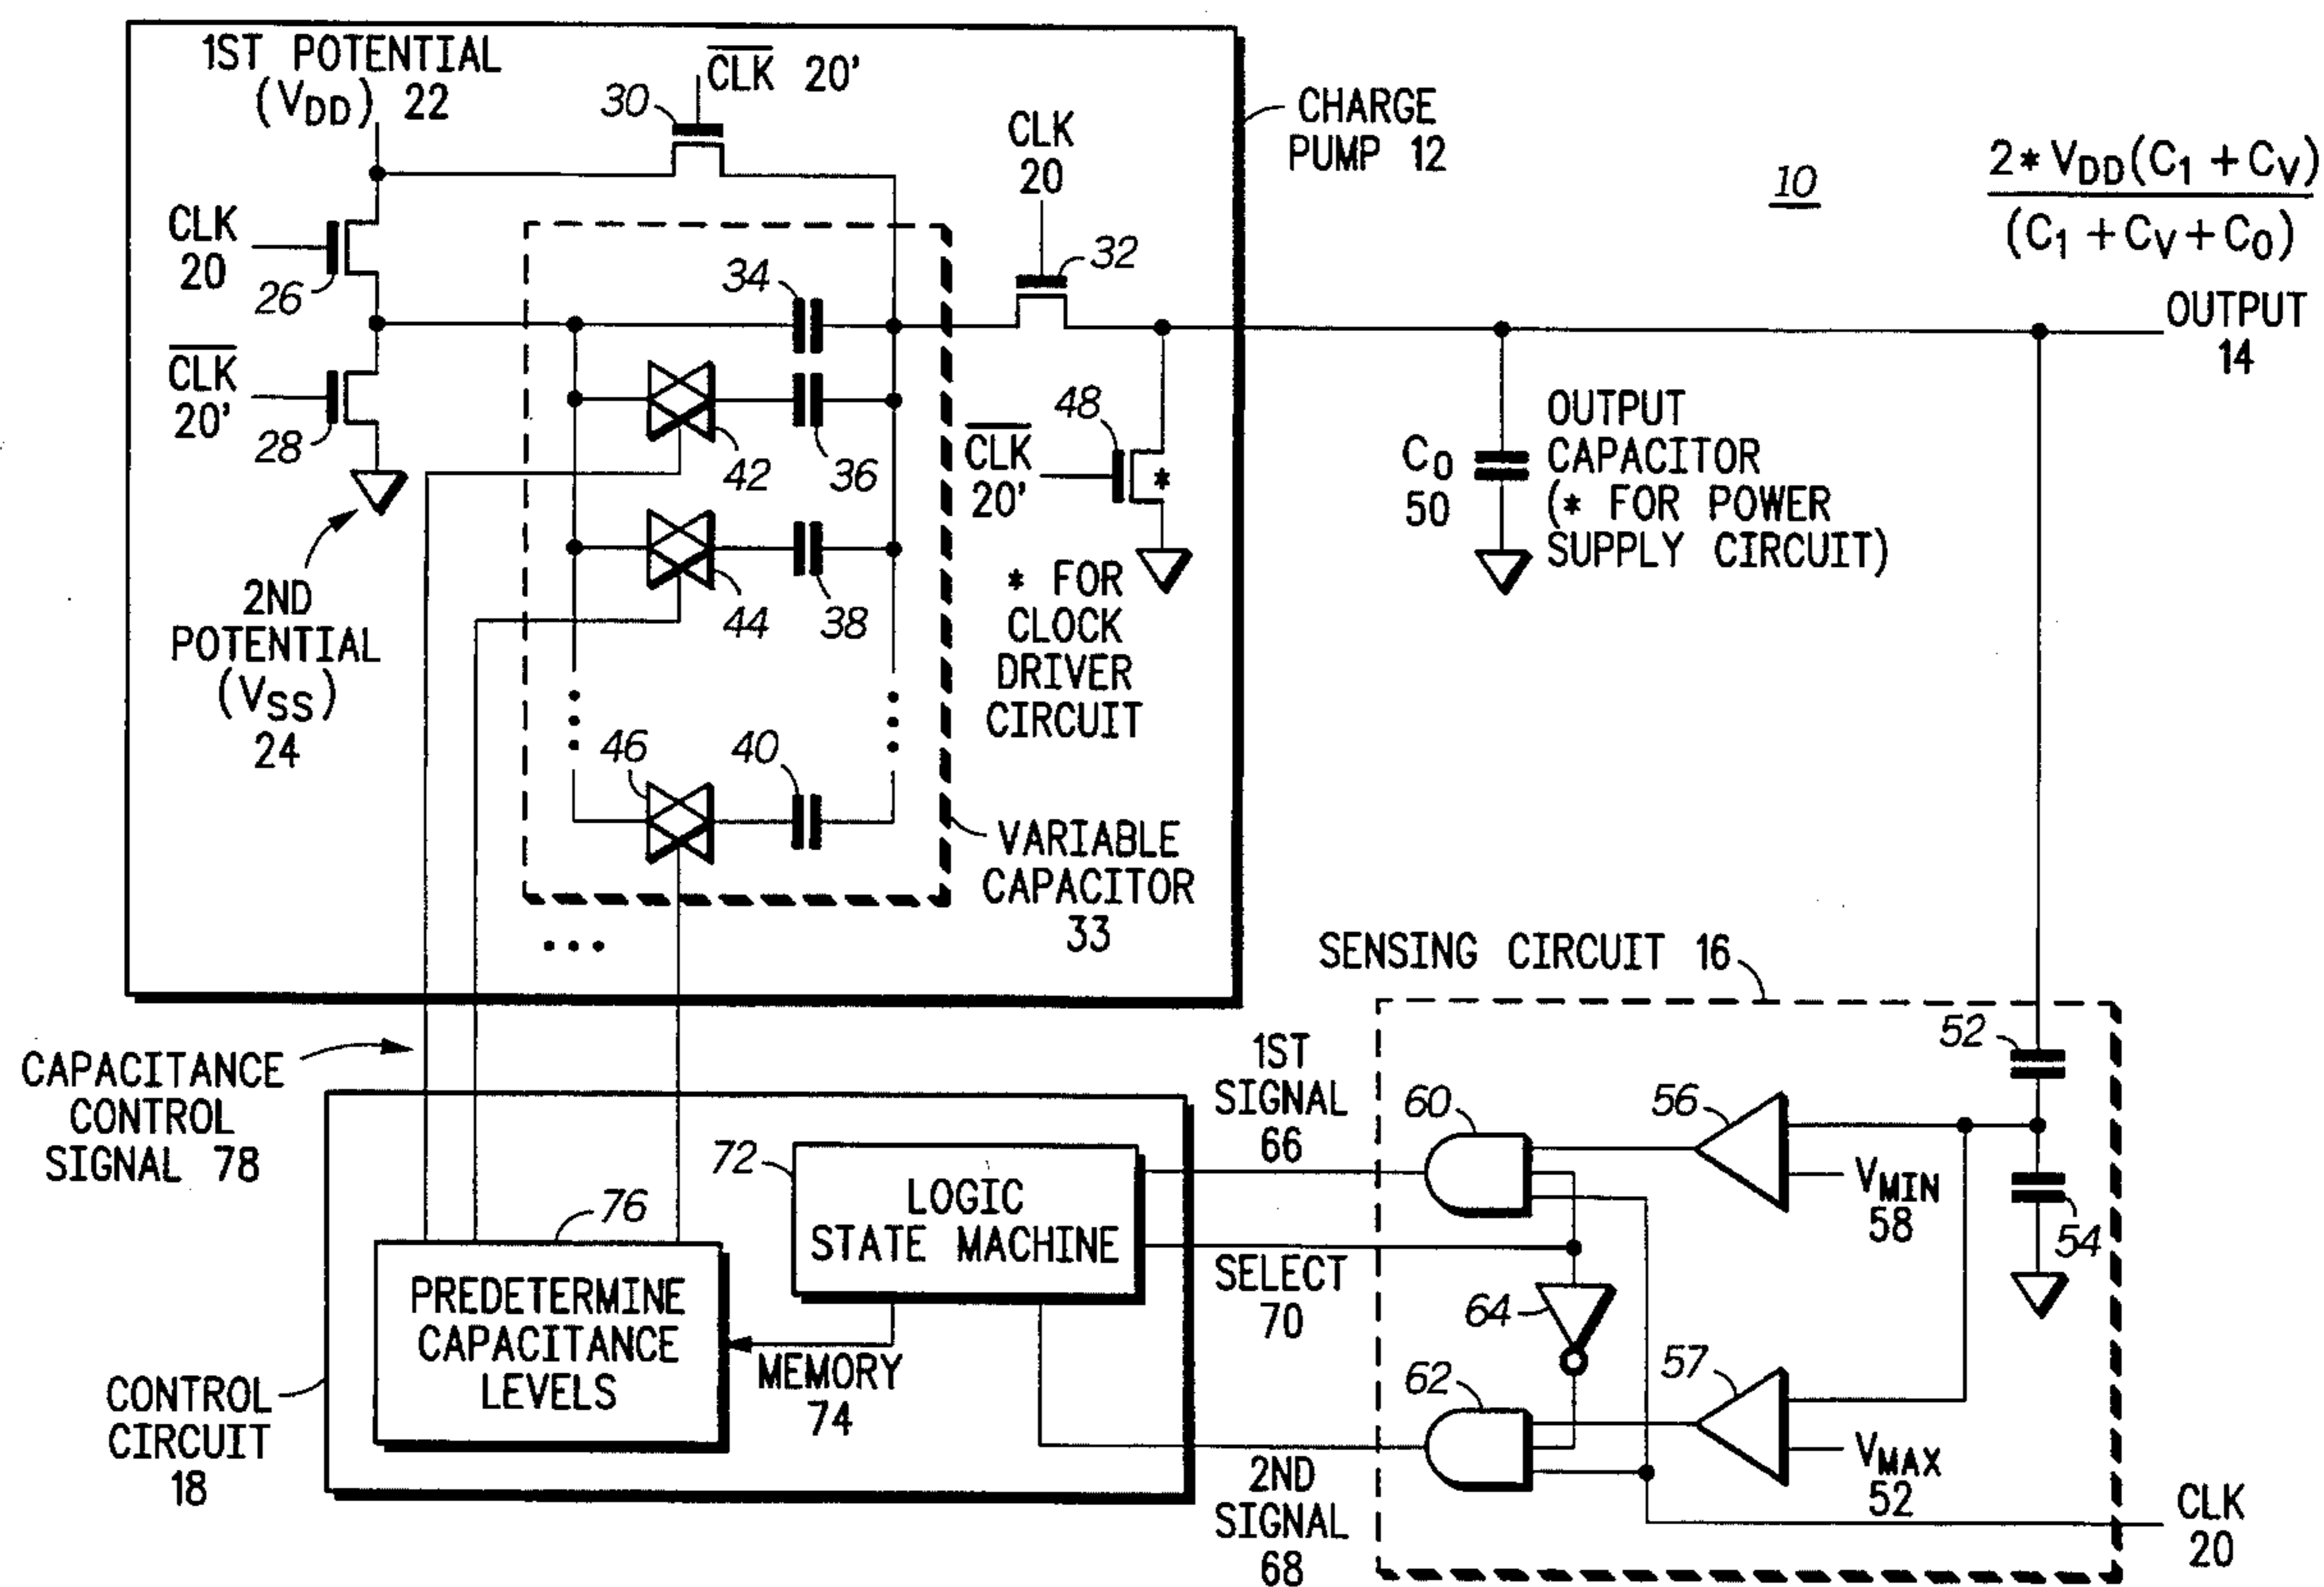 1ST POTENTIAL
(VDD) 22
CLK 20'
30
CLK
20
CHARGE
PUMP 12
10
2* VDD(C1 + CV)
(C1 + CV + C0)
CLK
20
26
34
32
OUTPUT
14
CLK
20'
28
42
36
48
CLK
20'
C0
50
OUTPUT
CAPACITOR
(* FOR POWER
SUPPLY CIRCUIT)
*
2ND
POTENTIAL
(VSS)
24
44
38
* FOR
CLOCK
DRIVER
CIRCUIT
46
40
VARIABLE
CAPACITOR
33
SENSING CIRCUIT 16
CAPACITANCE
CONTROL
SIGNAL 78
1ST
SIGNAL
66
60
56
52
VMIN
58
54
72
LOGIC
STATE MACHINE
76
PREDETERMINE
CAPACITANCE
LEVELS
SELECT
70
64
MEMORY
74
62
57
VMAX
52
CONTROL
CIRCUIT
18
2ND
SIGNAL
68
CLK
20